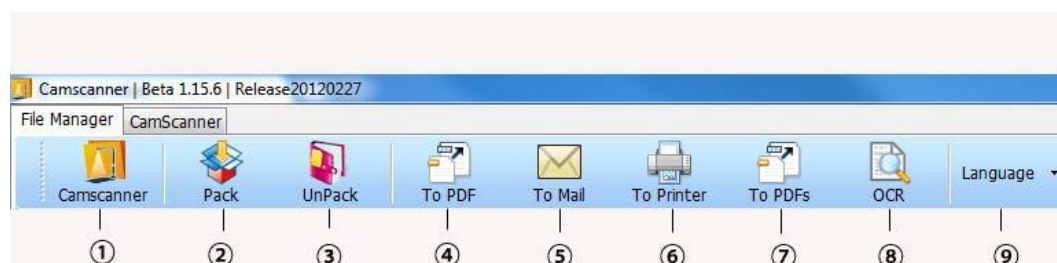 Camscanner | Beta 1.15.6 | Release20120227
File Manager CamScanner
Camscanner Pack UnPack To PDF To Mail To Printer To PDFs OCR Language
① ② ③ ④ ⑤ ⑥ ⑦ ⑧ ⑨